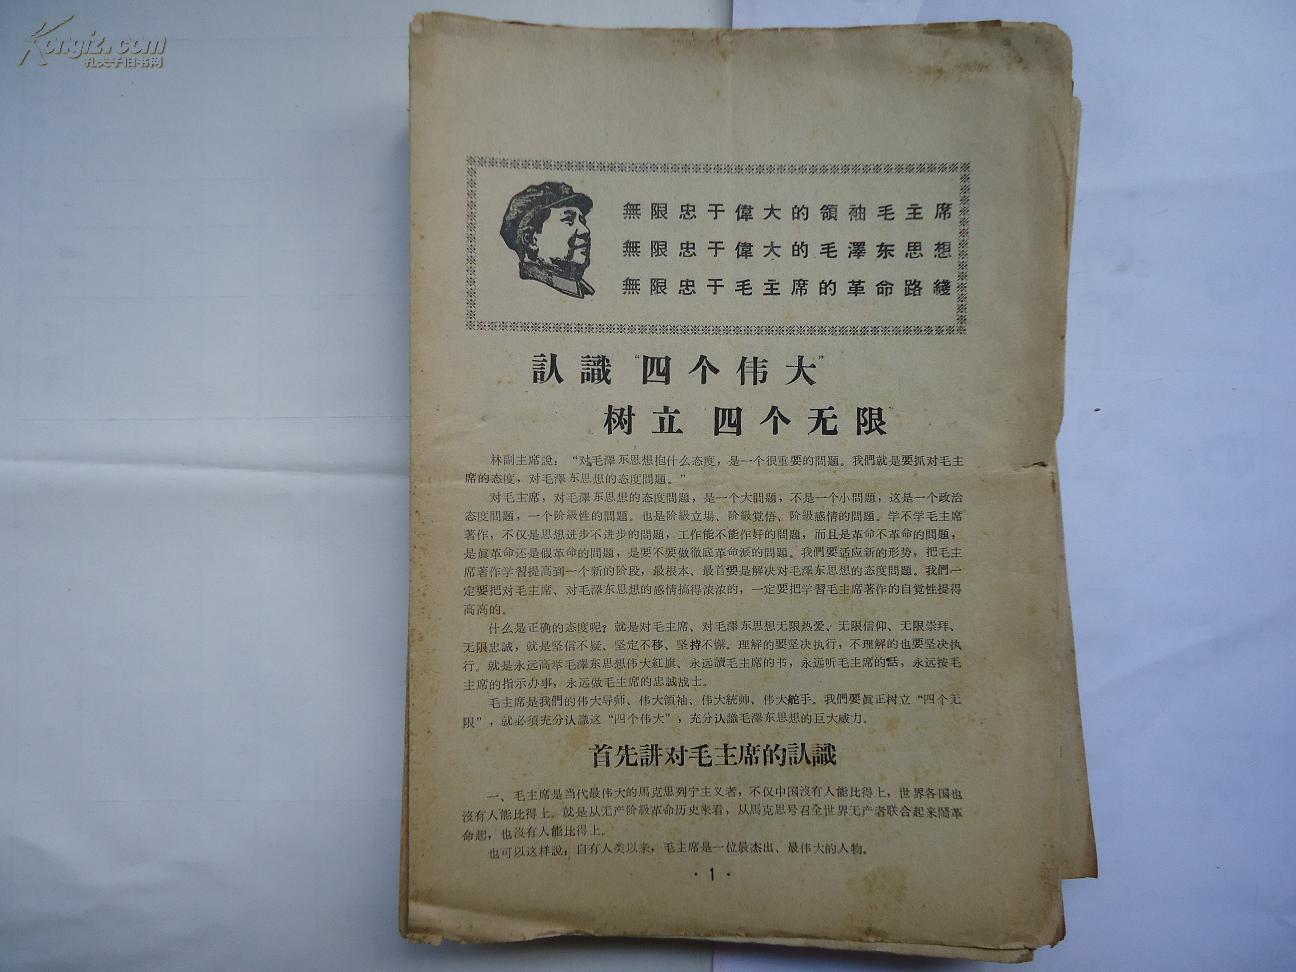 Kongfz.com
孔夫子旧书网
無限忠于偉大的領袖毛主席
無限忠于偉大的毛澤东思想
無限忠于毛主席的革命路綫
認識“四个伟大”
树立 四个无限
林副主席說：“对毛澤东思想抱什么态度，是一个很重要的問題。我們就是要抓对毛主
席的态度，对毛澤东思想的态度問題。”
对毛主席，对毛澤东思想的态度問題，是一个大問題，不是一个小問題，这是一个政治
态度問題，一个阶級性的問題。也是阶級立場、阶級覚悟、阶級感情的問題。学不学毛主席
著作，不仅是思想进步不进步的問題，工作能不能作好的問題，而且是革命不革命的問題，
是眞革命还是假革命的問題，是要不要做徹底革命派的問題。我們要适应新的形势，把毛主
席著作学習提高到一个新的阶段，最根本、最首要是解决对毛澤东思想的态度問題。我們一
定要把对毛主席、对毛澤东思想的感情搞得浓浓的，一定要把学習毛主席著作的自覚性提得
高高的。
什么是正确的态度呢？就是对毛主席、对毛澤东思想无限热爱、无限信仰、无限崇拜、
无限忠誠，就是坚信不疑、坚定不移、坚持不懈。理解的要坚决执行，不理解的也要坚决执
行。就是永远高举毛澤东思想伟大紅旗、永远讀毛主席的书，永远听毛主席的話，永远按毛
主席的指示办事，永远做毛主席的忠誠战士。
毛主席是我們的伟大导师、伟大領袖、伟大統帅、伟大舵手。我們要眞正树立“四个无
限”，就必須充分认識这“四个伟大”，充分认識毛澤东思想的巨大威力。
首先講对毛主席的認識
一、毛主席是当代最伟大的馬克思列宁主义者，不仅中国沒有人能比得上，世界各国也
沒有人能比得上。就是从无产阶級革命历史来看，从馬克思号召全世界无产者联合起来鬧革
命起，也沒有人能比得上。
也可以这样說：自有人类以来，毛主席是一位最杰出、最伟大的人物。
·1·